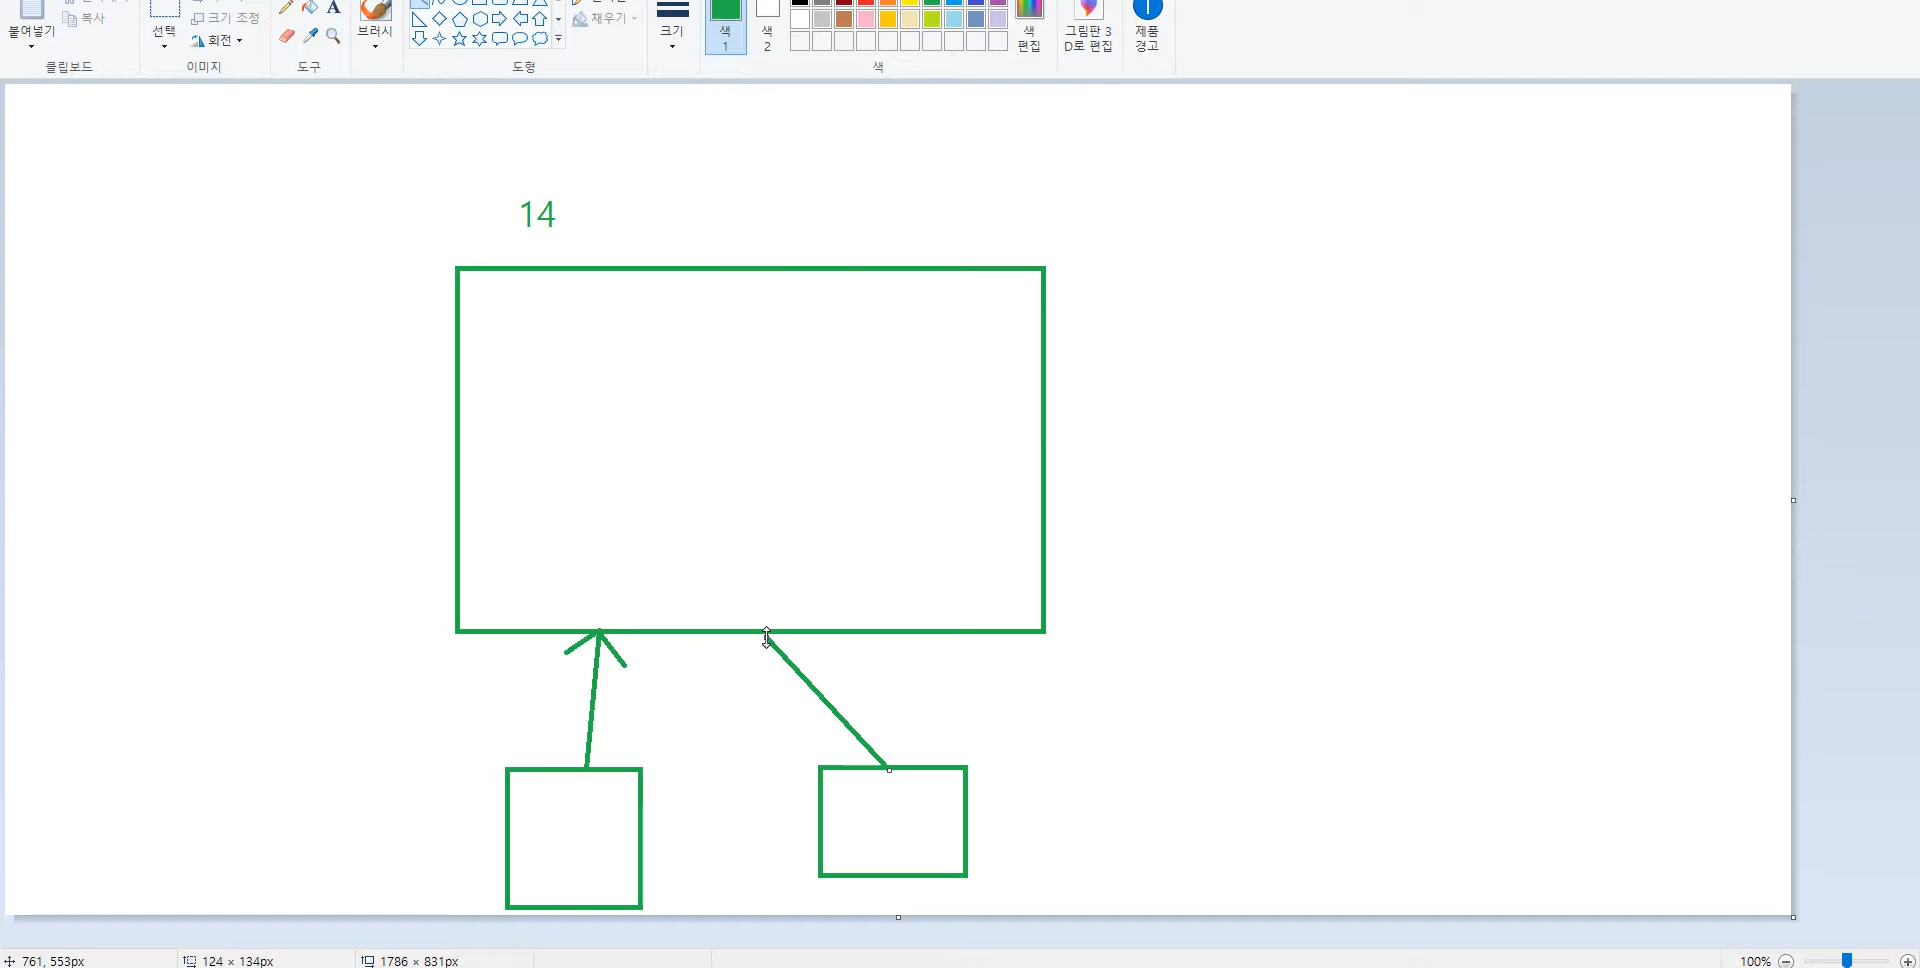 붙여넣기
복사
선택
크기 조정
회전
A
브러시
채우기
크기
색
1
색
2
색
편집
그림판 3
D로 편집
제품
경고
클립보드
이미지
도구
도형
색
14
761, 553px
124 × 134px
1786 × 831px
100%